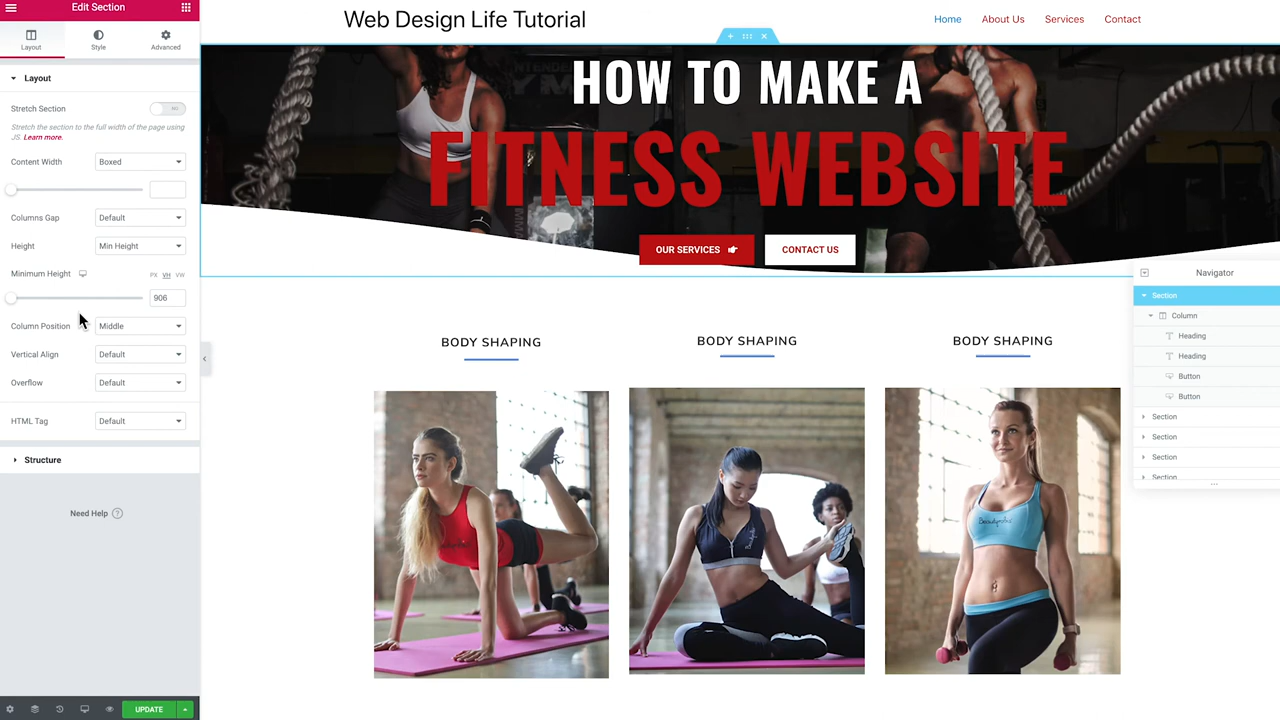 Edit Section
Layout
Style
Advanced
Layout
Stretch Section
NO
Stretch the section to the full width of the page using
JS. Learn more.
Content Width
Boxed
Columns Gap
Default
Height
Min Height
Minimum Height
PX VH VW
906
Column Position
Middle
Vertical Align
Default
Overflow
Default
HTML Tag
Default
Structure
Need Help ?
UPDATE
Web Design Life Tutorial
Home
About Us
Services
Contact
HOW TO MAKE A
FITNESS WEBSITE
OUR SERVICES
CONTACT US
BODY SHAPING
BODY SHAPING
BODY SHAPING
Navigator
Section
Column
Heading
Heading
Button
Button
Section
Section
Section
Section